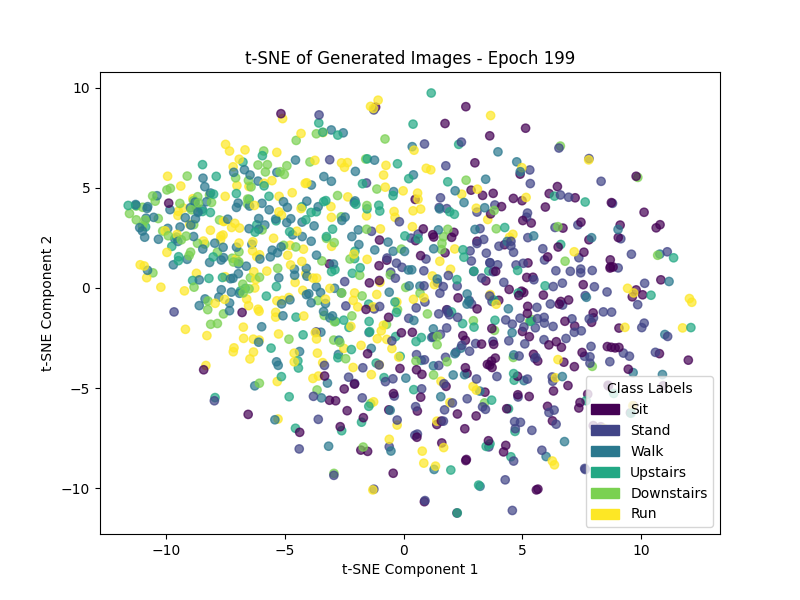 t-SNE of Generated Images - Epoch 199
t-SNE Component 2
10
5
0
−5
−10
−10
−5
0
5
10
t-SNE Component 1
Class Labels
Sit
Stand
Walk
Upstairs
Downstairs
Run